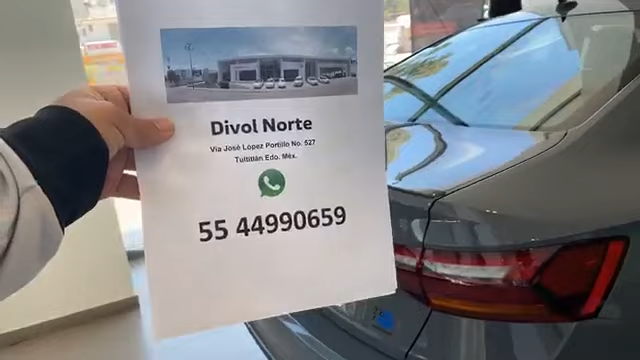 Divol Norte
Vía José López Portillo No. 527
Tultitlán Edo. Méx.
55 44990659